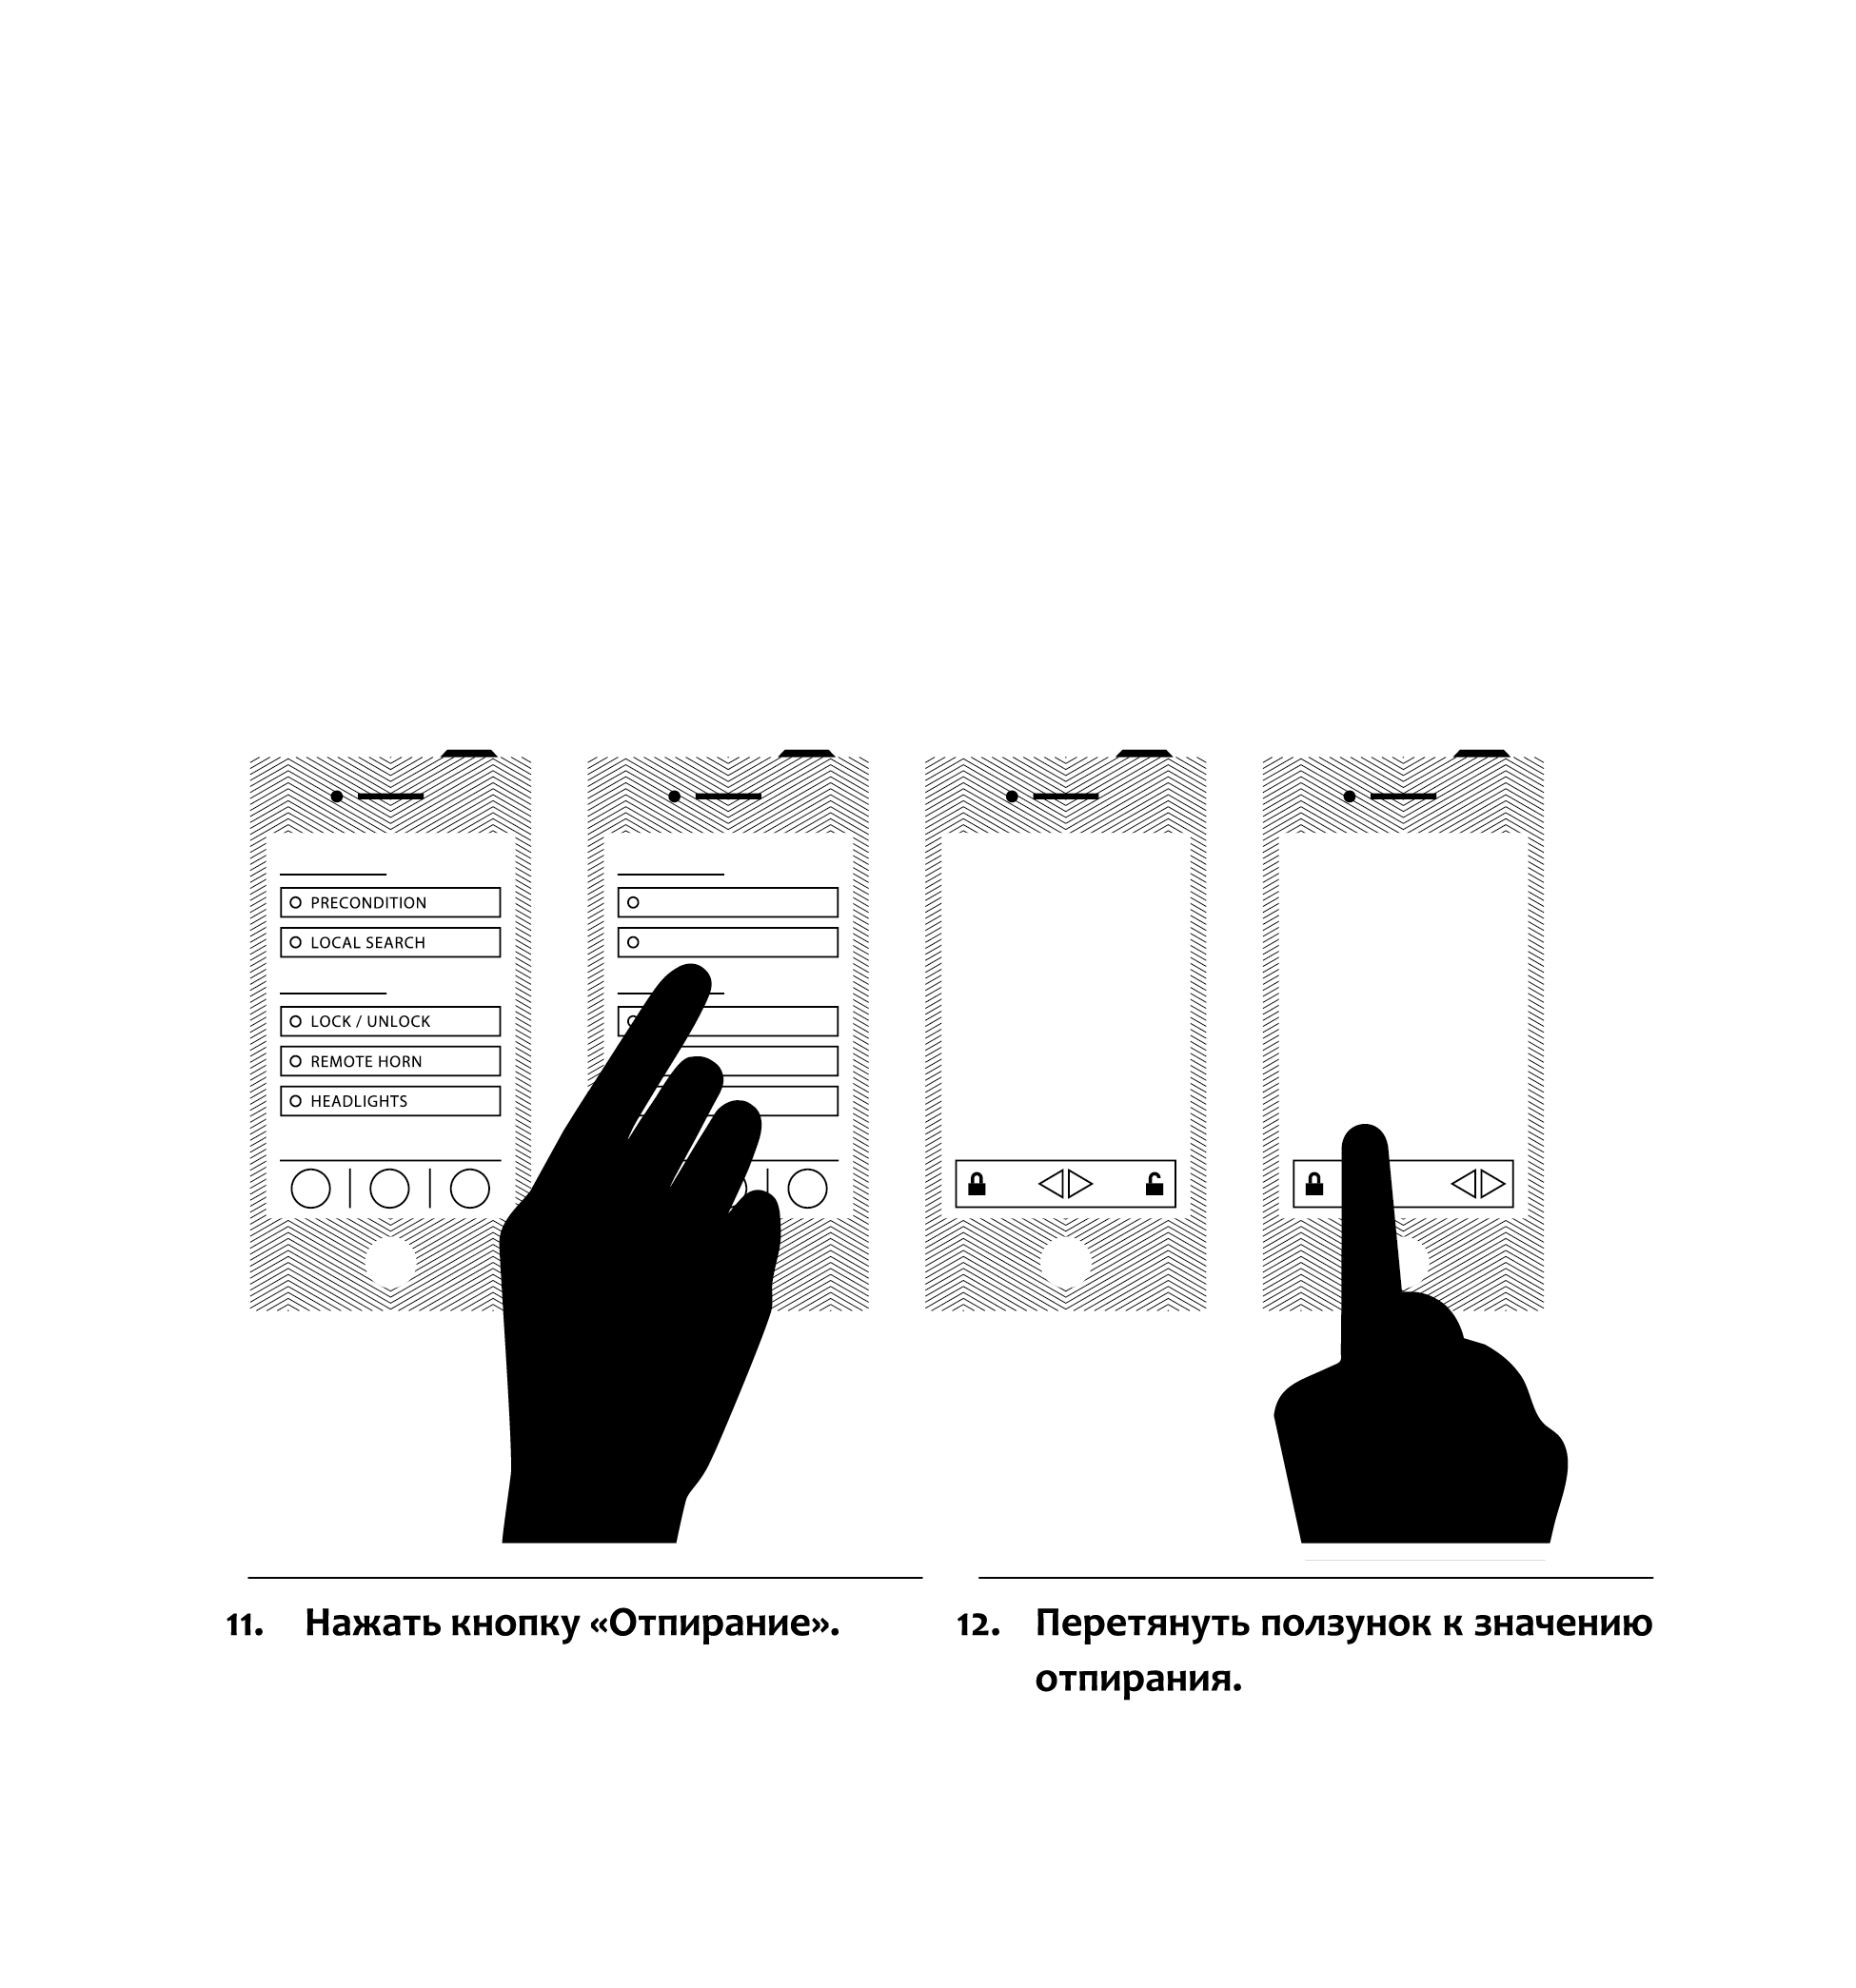 PRECONDITION
LOCAL SEARCH
LOCK / UNLOCK
REMOTE HORN
HEADLIGHTS
11. Нажать кнопку «Отпирание».
12. Перетянуть ползунок к значению
отпирания.